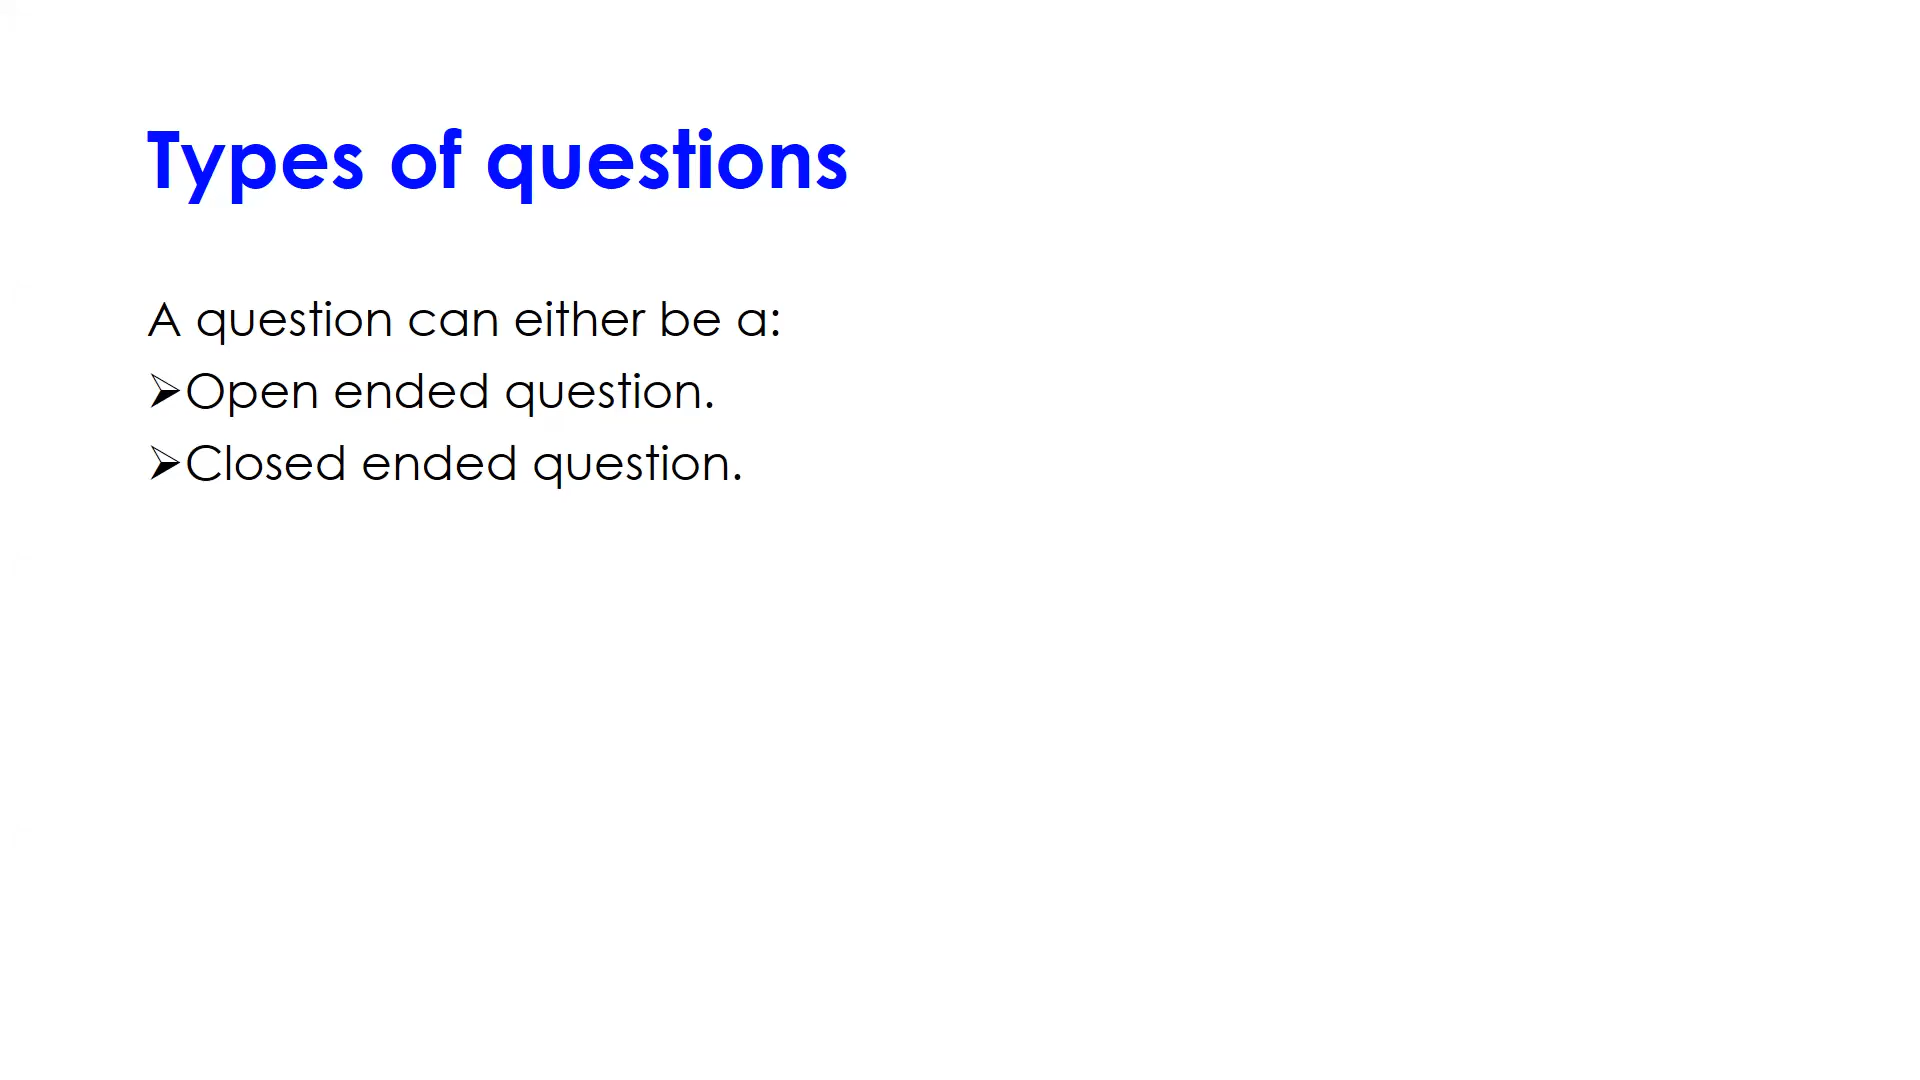 Types of questions
A question can either be a:
➢Open ended question.
➢Closed ended question.